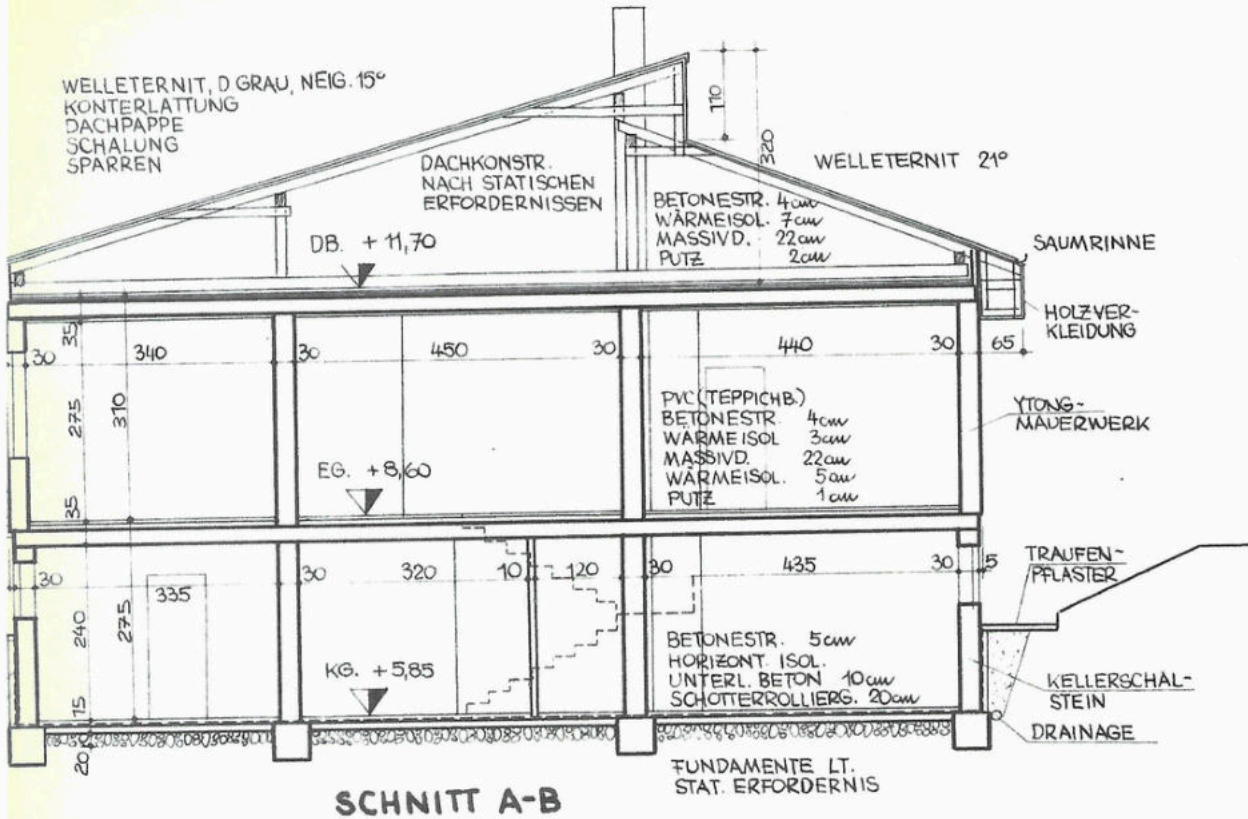 WELLETERNIT, D GRAU, NEIG. 15°
KONTERLATTUNG
DACHPAPPE
SCHALUNG
SPARREN
110
320
DACHKONSTR.
NACH STATISCHEN
ERFORDERNISSEN
WELLETERNIT 21°
BETONESTR. 4cm
WÄRMEISOL. 7cm
MASSIVD. 22cm
PUTZ 2cm
DB. + 11,70
SAUMRINNE
HOLZVER-
KLEIDUNG
35
30 340 30 450 30 440 30 65
275
310
PVC (TEPPICHB.)
BETONESTR. 4cm
WÄRMEISOL 3cm
MASSIVD. 22cm
WÄRMEISOL. 5cm
PUTZ 1cm
YTONG-
MAUERWERK
EG. + 8,60
35
30 335 30 320 10 120 30 435 30 5
TRAUFEN-
PFLASTER
240
275
BETONESTR. 5cm
HORIZONT. ISOL.
UNTERL. BETON 10cm
SCHOTTERROLLIERG. 20cm
KG. + 5,85
KELLERSCHAL-
STEIN
15
DRAINAGE
20
FUNDAMENTE LT.
STAT. ERFORDERNIS
SCHNITT A-B